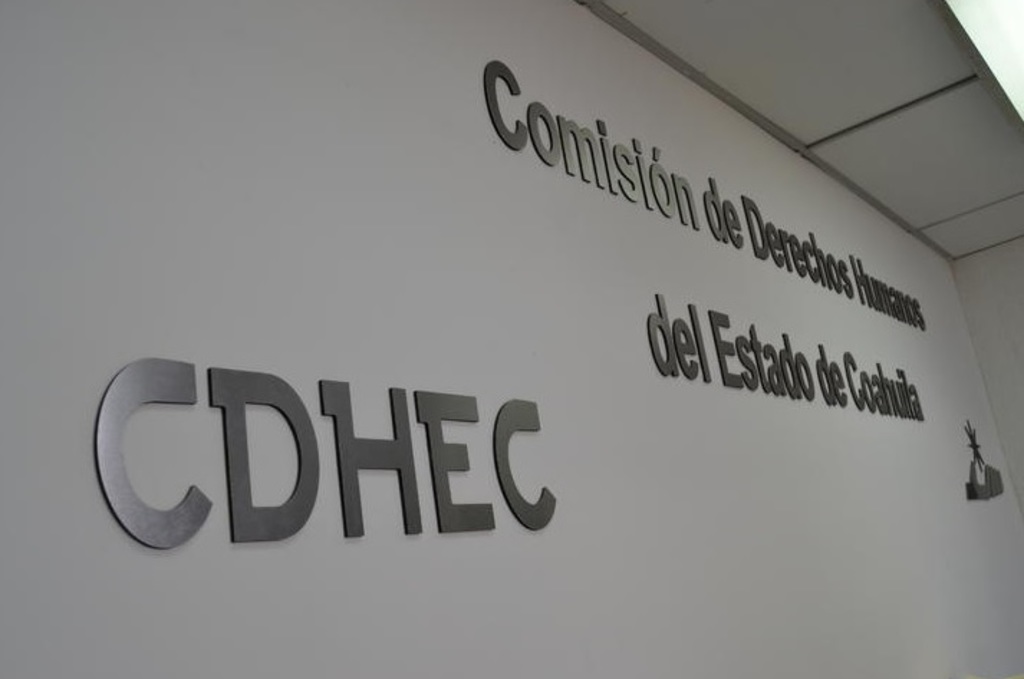 Comisión de Derechos Humanos
del Estado de Coahuila
CDHEC